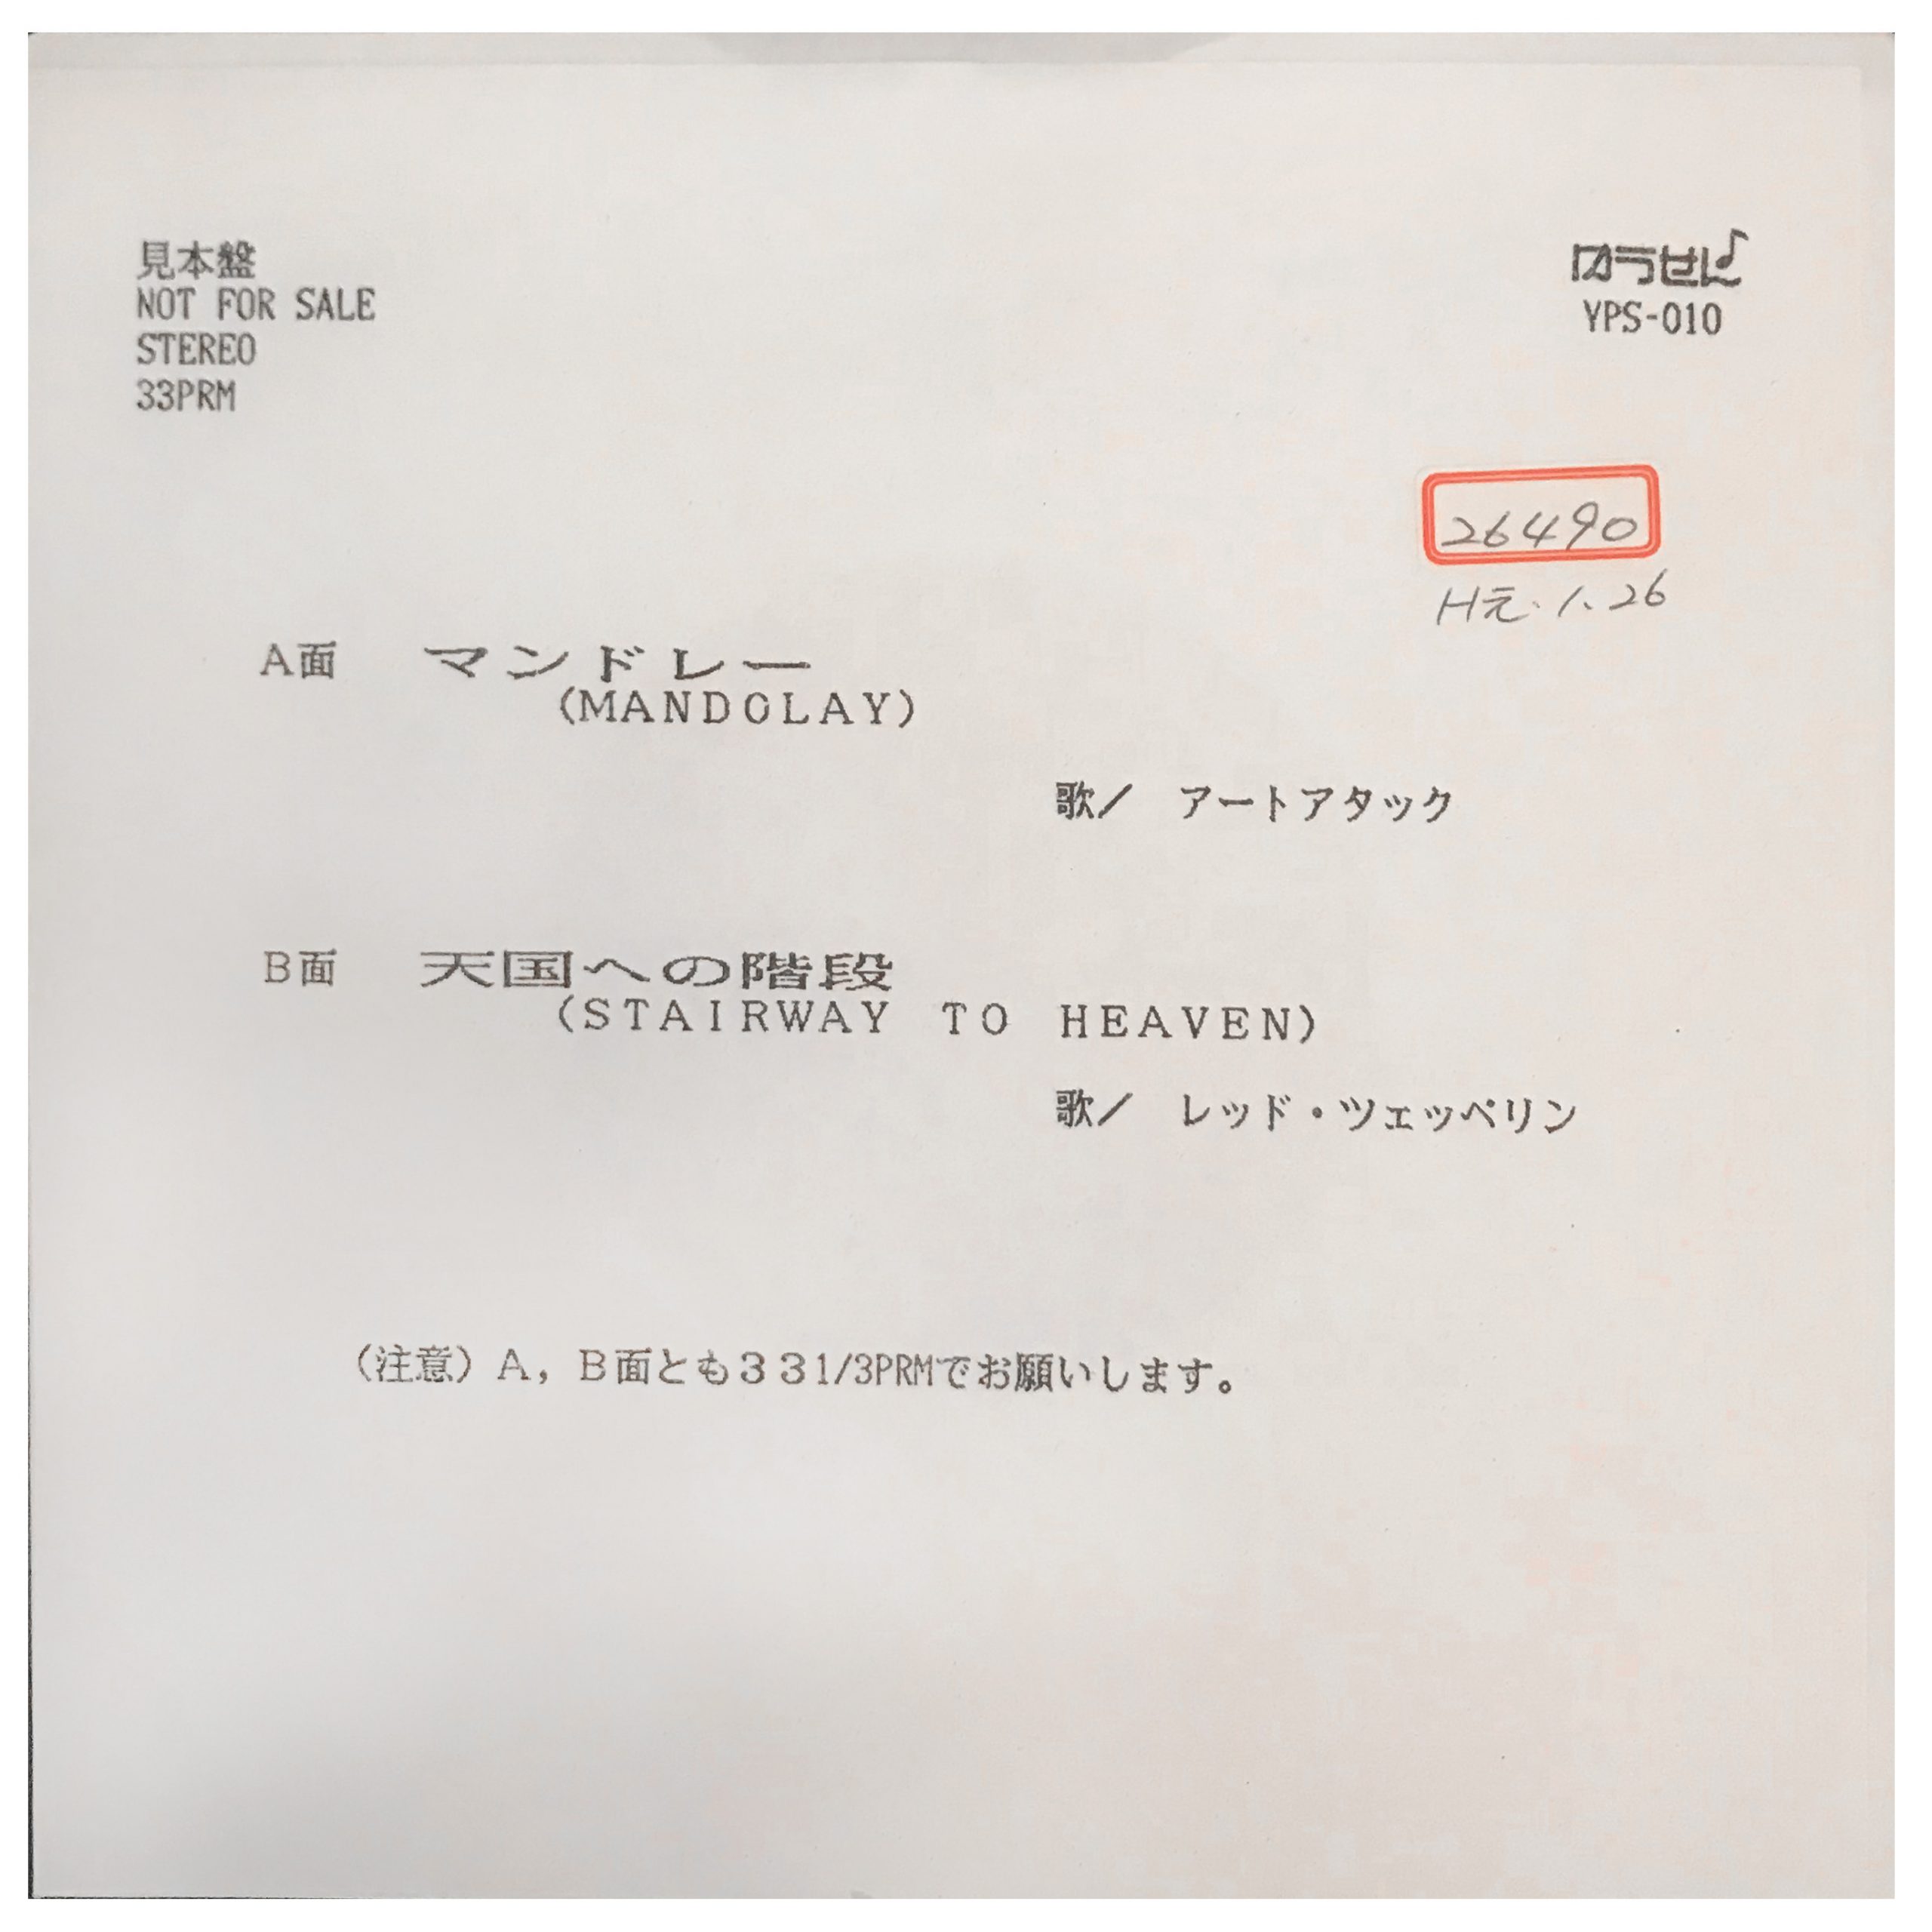 見本盤
NOT FOR SALE
STEREO
33PRM
ゆうせん
YPS-010
26490
H元.1.26
A面 マンドレー
(MANDOLAY)
歌／ アートアタック
B面 天国への階段
(STAIRWAY TO HEAVEN)
歌／ レッド・ツェッペリン
（注意）A，B面とも３３1/3PRMでお願いします。